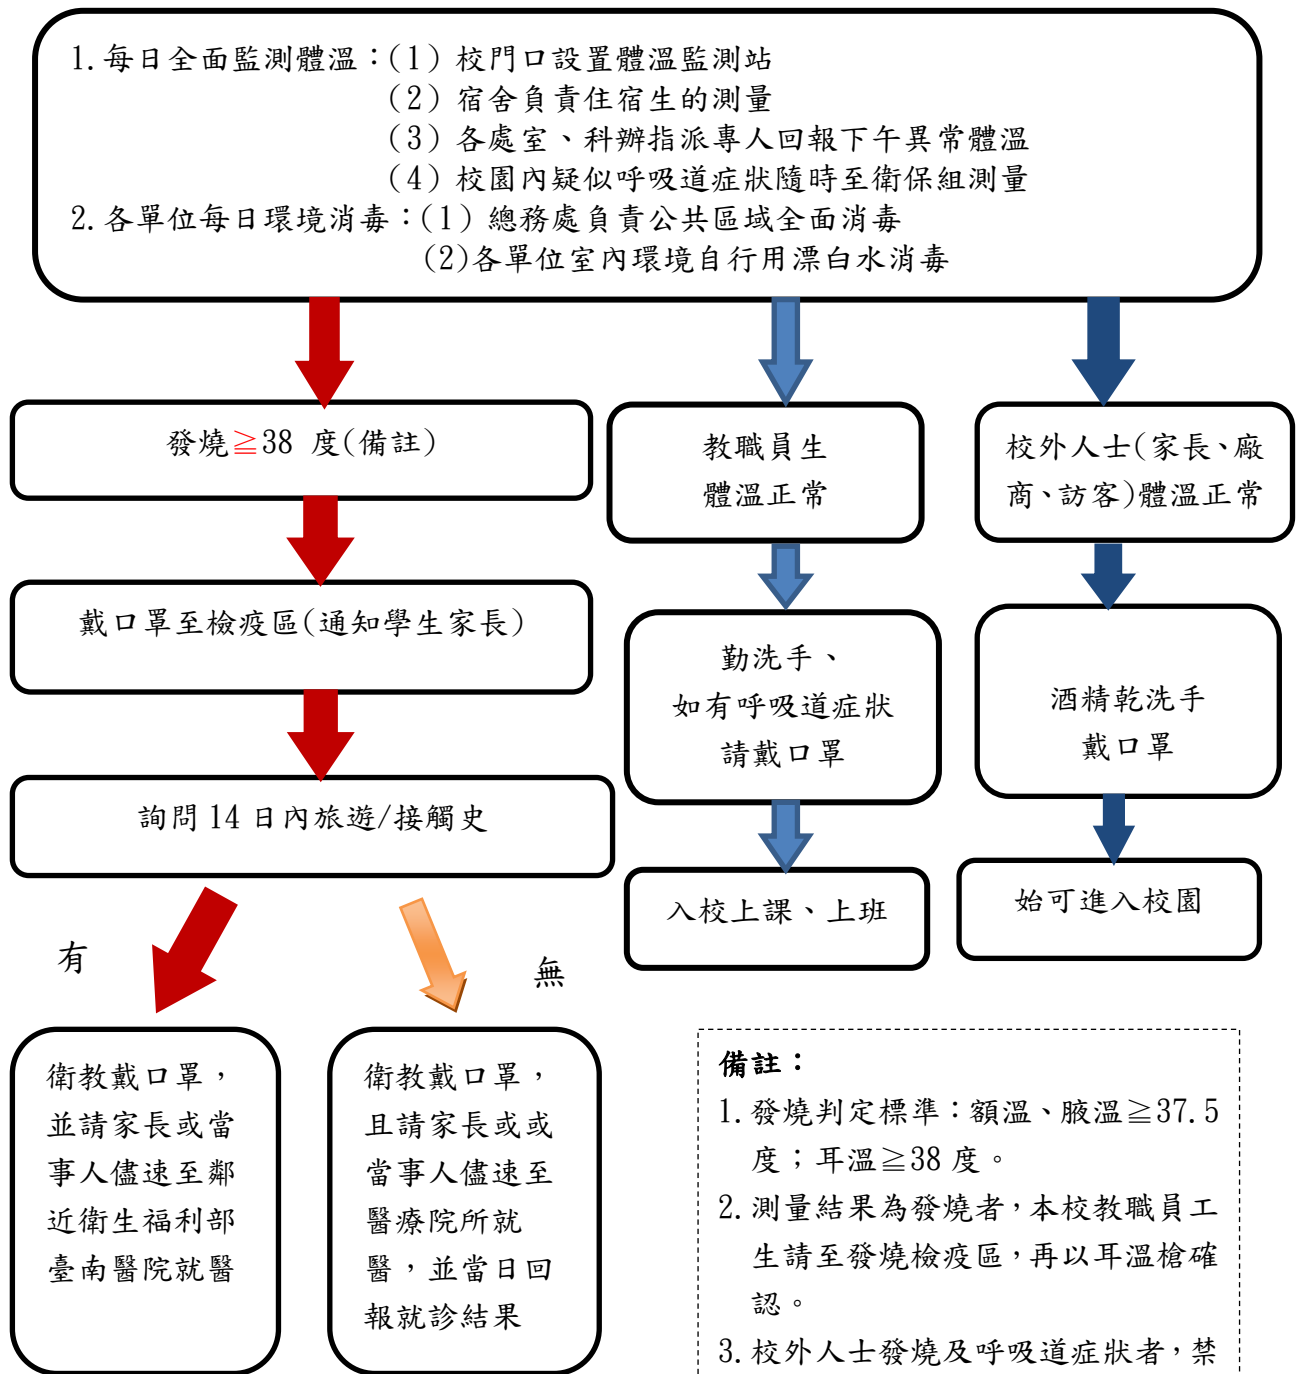 1.每日全面監測體溫：(1) 校門口設置體溫監測站
(2) 宿舍負責住宿生的測量
(3) 各處室、科辦指派專人回報下午異常體溫
(4) 校園內疑似呼吸道症狀隨時至衛保組測量
2.各單位每日環境消毒：(1) 總務處負責公共區域全面消毒
(2)各單位室內環境自行用漂白水消毒
發燒≧38 度(備註)
戴口罩至檢疫區(通知學生家長)
詢問 14 日內旅遊/接觸史
有
無
衛教戴口罩，
並請家長或當
事人儘速至鄰
近衛生福利部
臺南醫院就醫
衛教戴口罩，
且請家長或或
當事人儘速至
醫療院所就
醫，並當日回
報就診結果
教職員生
體溫正常
勤洗手、
如有呼吸道症狀
請戴口罩
入校上課、上班
校外人士(家長、廠
商、訪客)體溫正常
酒精乾洗手
戴口罩
始可進入校園
備註：
1.發燒判定標準：額溫、腋溫≧37.5
度；耳溫≧38 度。
2.測量結果為發燒者，本校教職員工
生請至發燒檢疫區，再以耳溫槍確
認。
3.校外人士發燒及呼吸道症狀者，禁